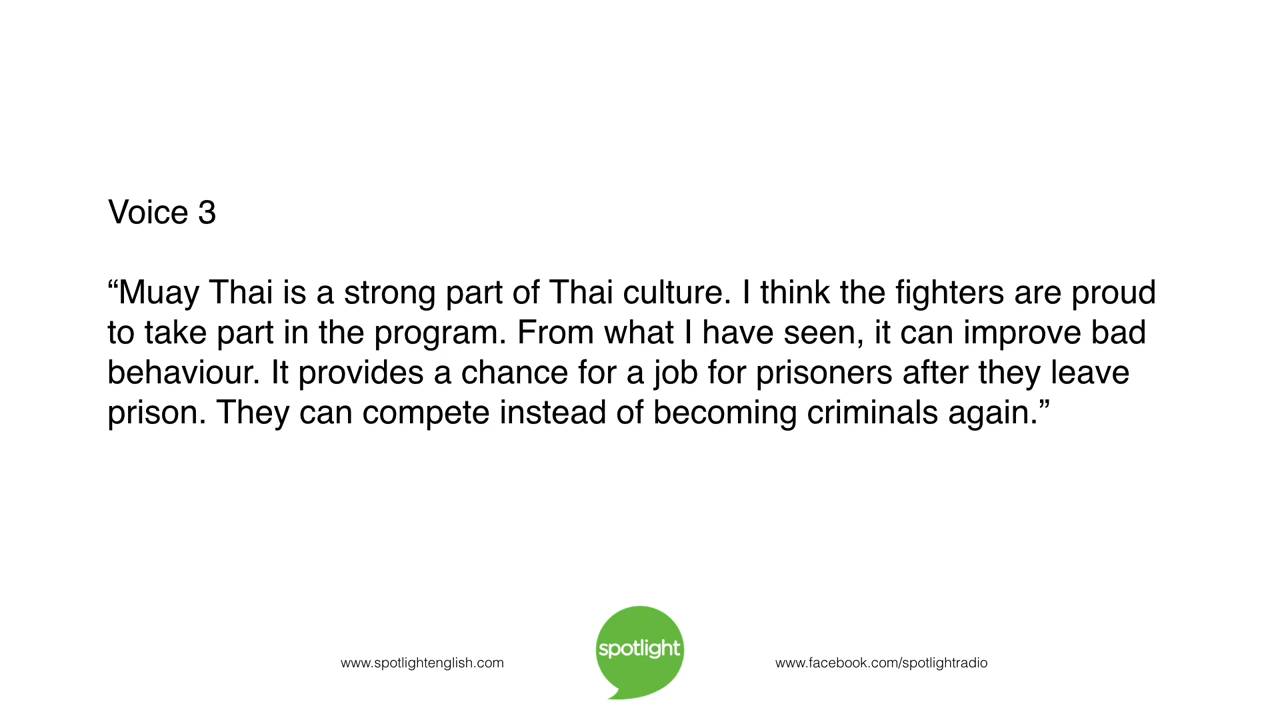 Voice 3
“Muay Thai is a strong part of Thai culture. I think the fighters are proud
to take part in the program. From what I have seen, it can improve bad
behaviour. It provides a chance for a job for prisoners after they leave
prison. They can compete instead of becoming criminals again.”
www.spotlightenglish.com
spotlight
www.facebook.com/spotlightradio